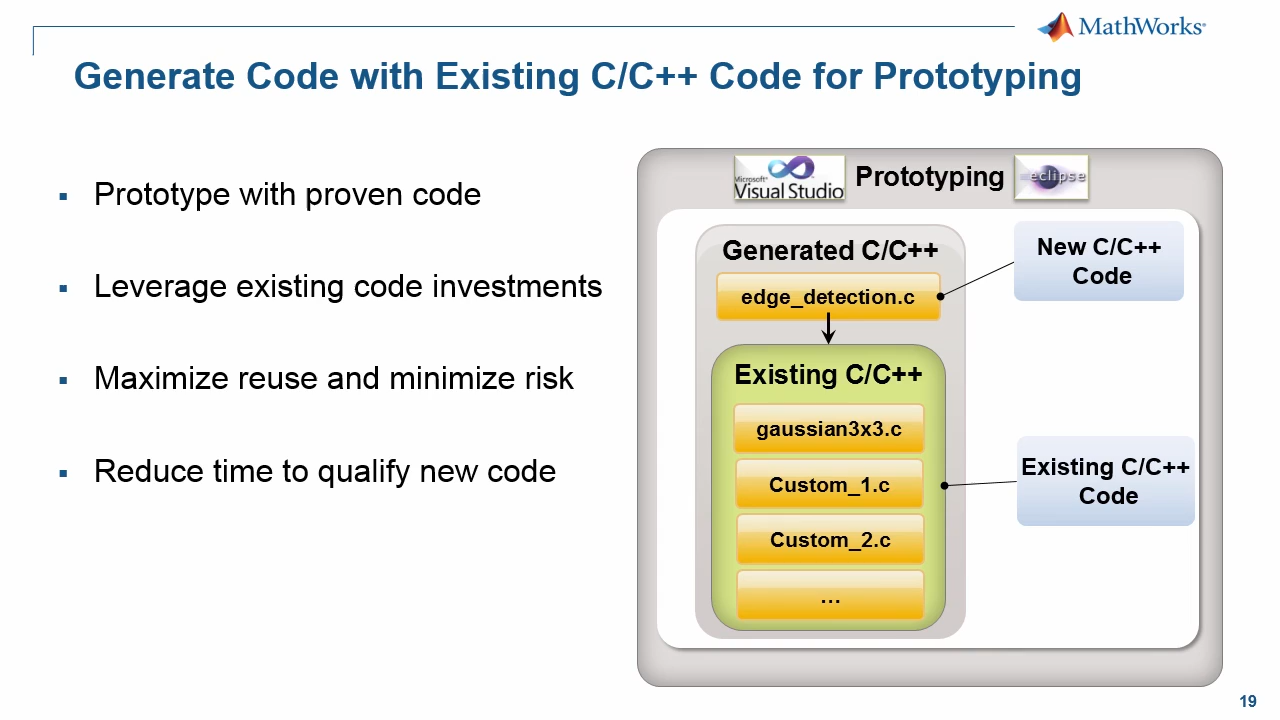 MathWorks®
Generate Code with Existing C/C++ Code for Prototyping
▪ Prototype with proven code
▪ Leverage existing code investments
▪ Maximize reuse and minimize risk
▪ Reduce time to qualify new code
Microsoft®
Visual Studio
Prototyping
eclipse
Generated C/C++
edge_detection.c
New C/C++
Code
Existing C/C++
gaussian3x3.c
Custom_1.c
Custom_2.c
...
Existing C/C++
Code
19